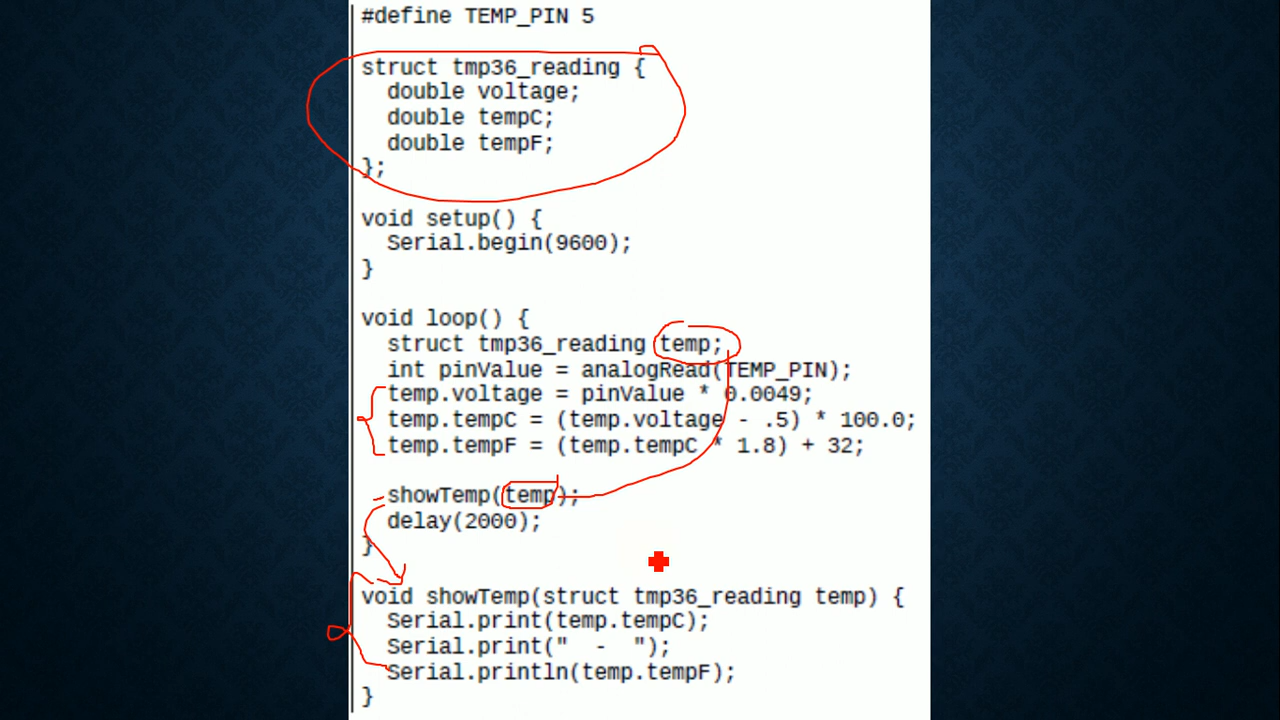 #define TEMP_PIN 5
struct tmp36_reading {
double voltage;
double tempC;
double tempF;
};
void setup() {
Serial.begin(9600);
}
void loop() {
struct tmp36_reading temp;
int pinValue = analogRead(TEMP_PIN);
temp.voltage = pinValue * 0.0049;
temp.tempC = (temp.voltage - .5) * 100.0;
temp.tempF = (temp.tempC * 1.8) + 32;
showTemp(temp);
delay(2000);
}
void showTemp(struct tmp36_reading temp) {
Serial.print(temp.tempC);
Serial.print("  -  ");
Serial.println(temp.tempF);
}